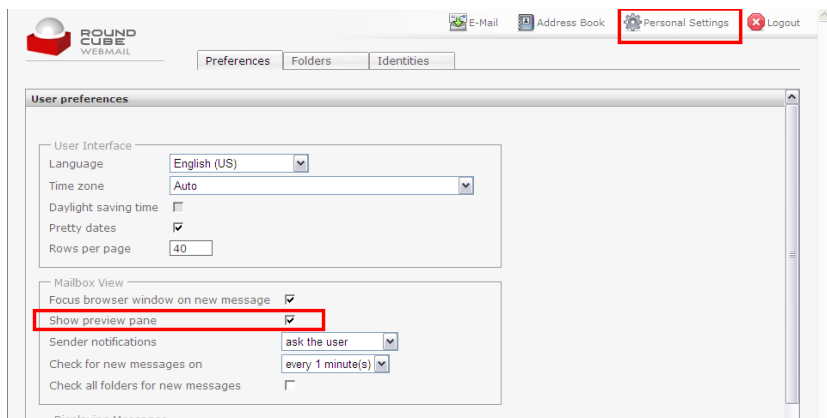 E-Mail Address Book Personal Settings Logout
ROUND
CUBE
WEBMAIL
Preferences Folders Identities
User preferences
User Interface
Language English (US)
Time zone Auto
Daylight saving time
Pretty dates
Rows per page 40
Mailbox View
Focus browser window on new message
Show preview pane
Sender notifications ask the user
Check for new messages on every 1 minute(s)
Check all folders for new messages
Displaying Messages